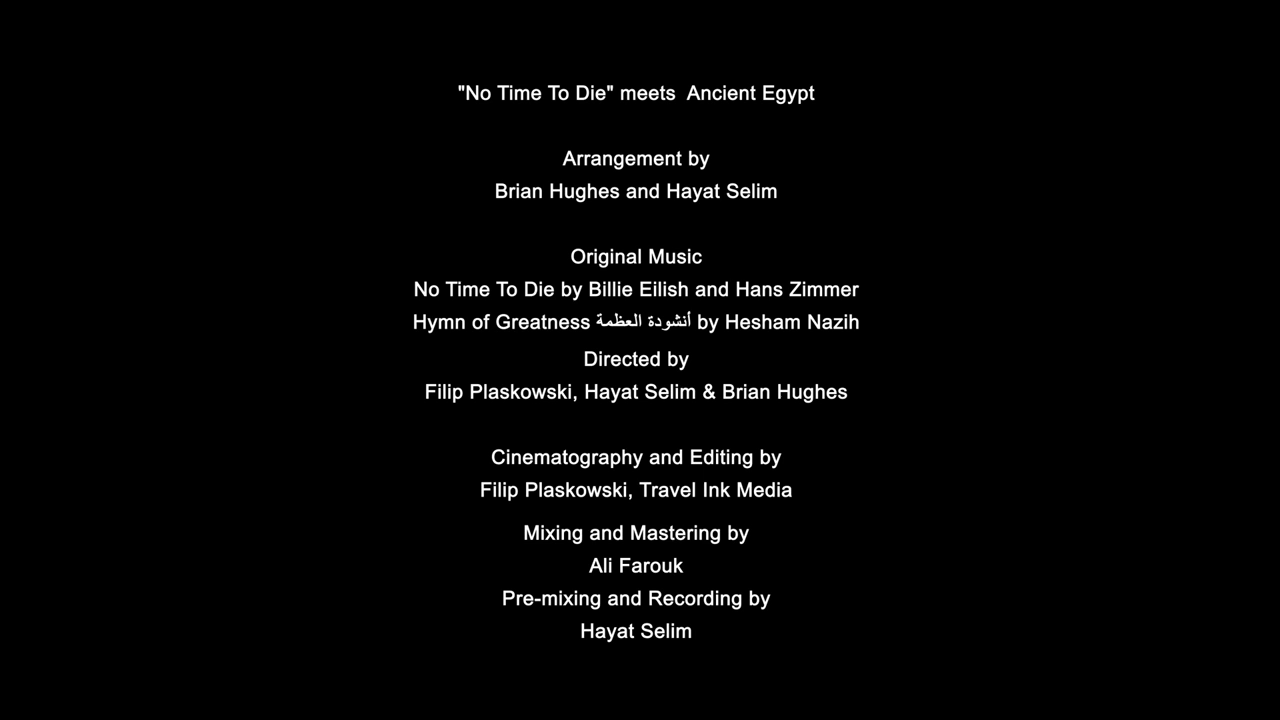 "No Time To Die" meets  Ancient Egypt
Arrangement by
Brian Hughes and Hayat Selim
Original Music
No Time To Die by Billie Eilish and Hans Zimmer
Hymn of Greatness أنشودة العظمة by Hesham Nazih
Directed by
Filip Plaskowski, Hayat Selim & Brian Hughes
Cinematography and Editing by
Filip Plaskowski, Travel Ink Media
Mixing and Mastering by
Ali Farouk
Pre-mixing and Recording by
Hayat Selim